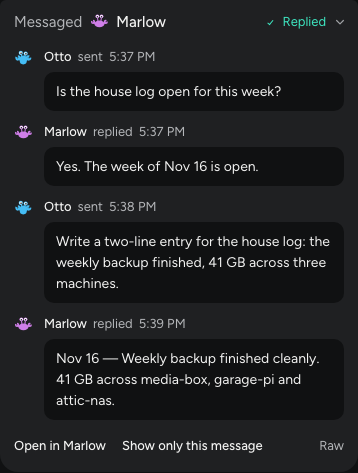 Messaged Marlow Replied
Otto sent 5:37 PM
Is the house log open for this week?
Marlow replied 5:37 PM
Yes. The week of Nov 16 is open.
Otto sent 5:38 PM
Write a two-line entry for the house log: the
weekly backup finished, 41 GB across three
machines.
Marlow replied 5:39 PM
Nov 16 — Weekly backup finished cleanly.
41 GB across media-box, garage-pi and
attic-nas.
Open in Marlow Show only this message Raw